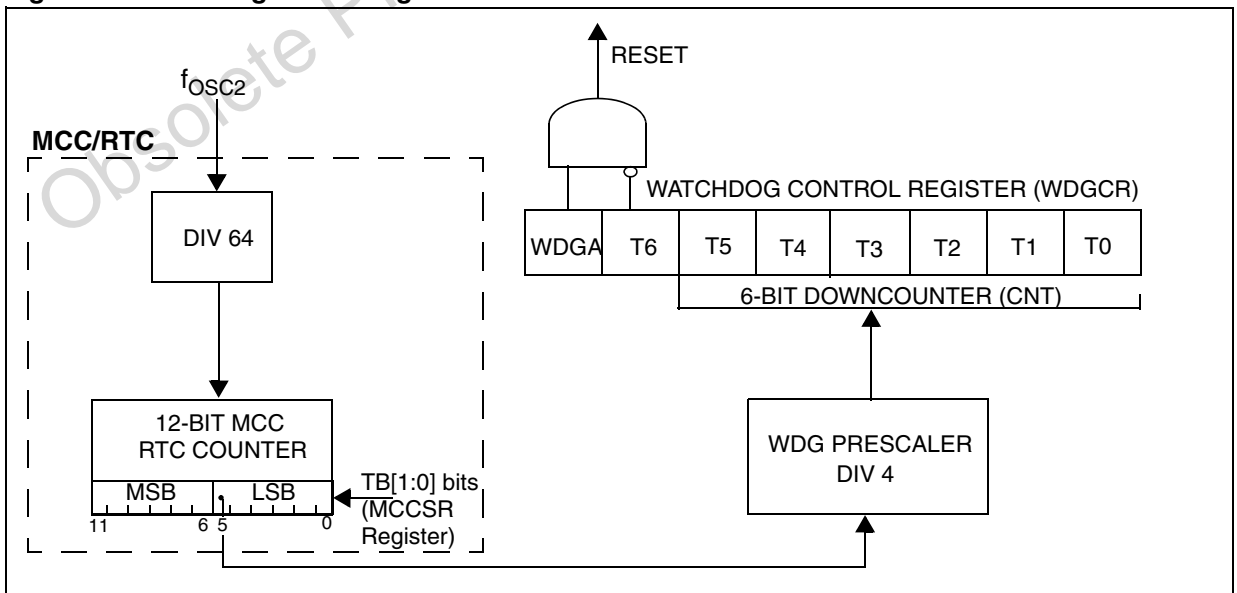 Obsolete
RESET
fOSC2
MCC/RTC
DIV 64
WATCHDOG CONTROL REGISTER (WDGCR)
WDGA T6 T5 T4 T3 T2 T1 T0
6-BIT DOWNCOUNTER (CNT)
12-BIT MCC
RTC COUNTER
MSB LSB
11 6 5 0
TB[1:0] bits
(MCCSR
Register)
WDG PRESCALER
DIV 4